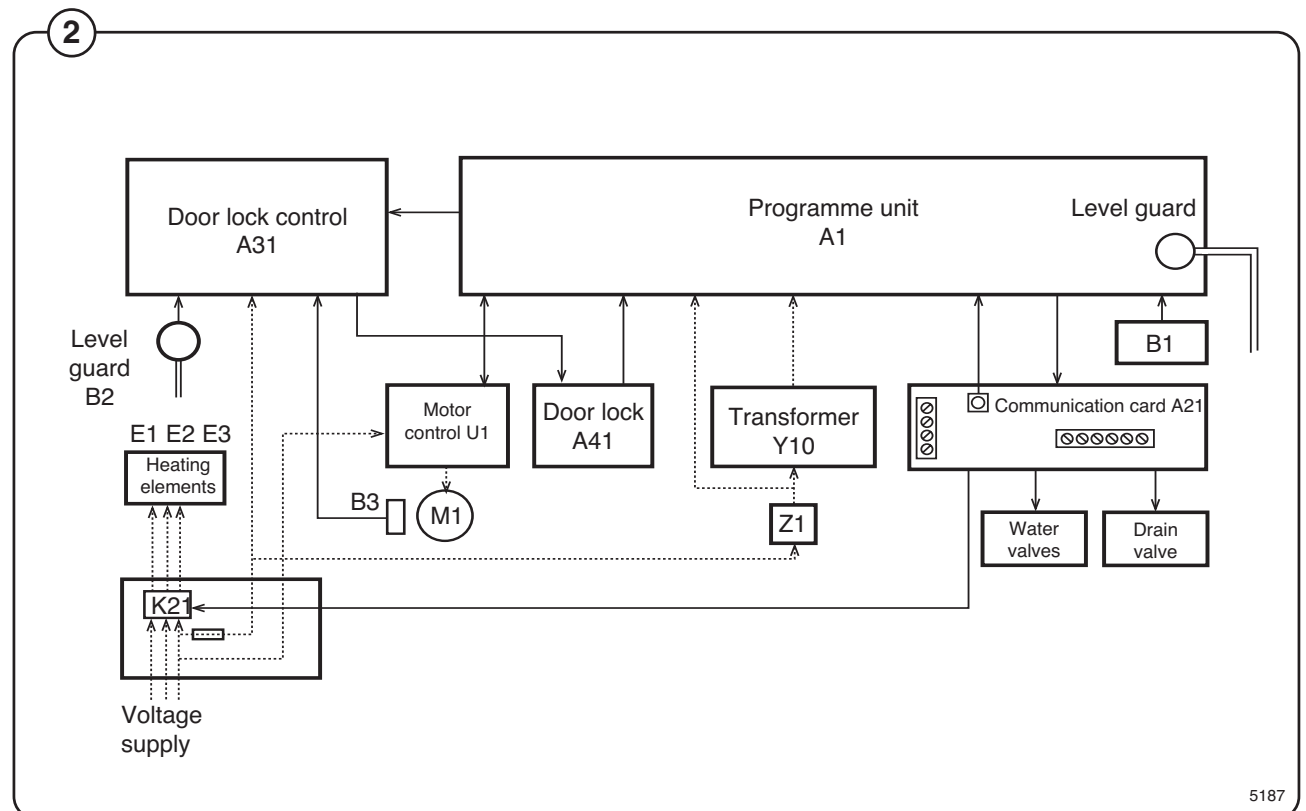 2
Door lock control
A31
Programme unit
A1
Level guard
Level
guard
B2
B1
Motor
control U1
Door lock
A41
Transformer
Y10
Communication card A21
E1 E2 E3
Heating
elements
B3
M1
Z1
Water
valves
Drain
valve
K21
Voltage
supply
5187